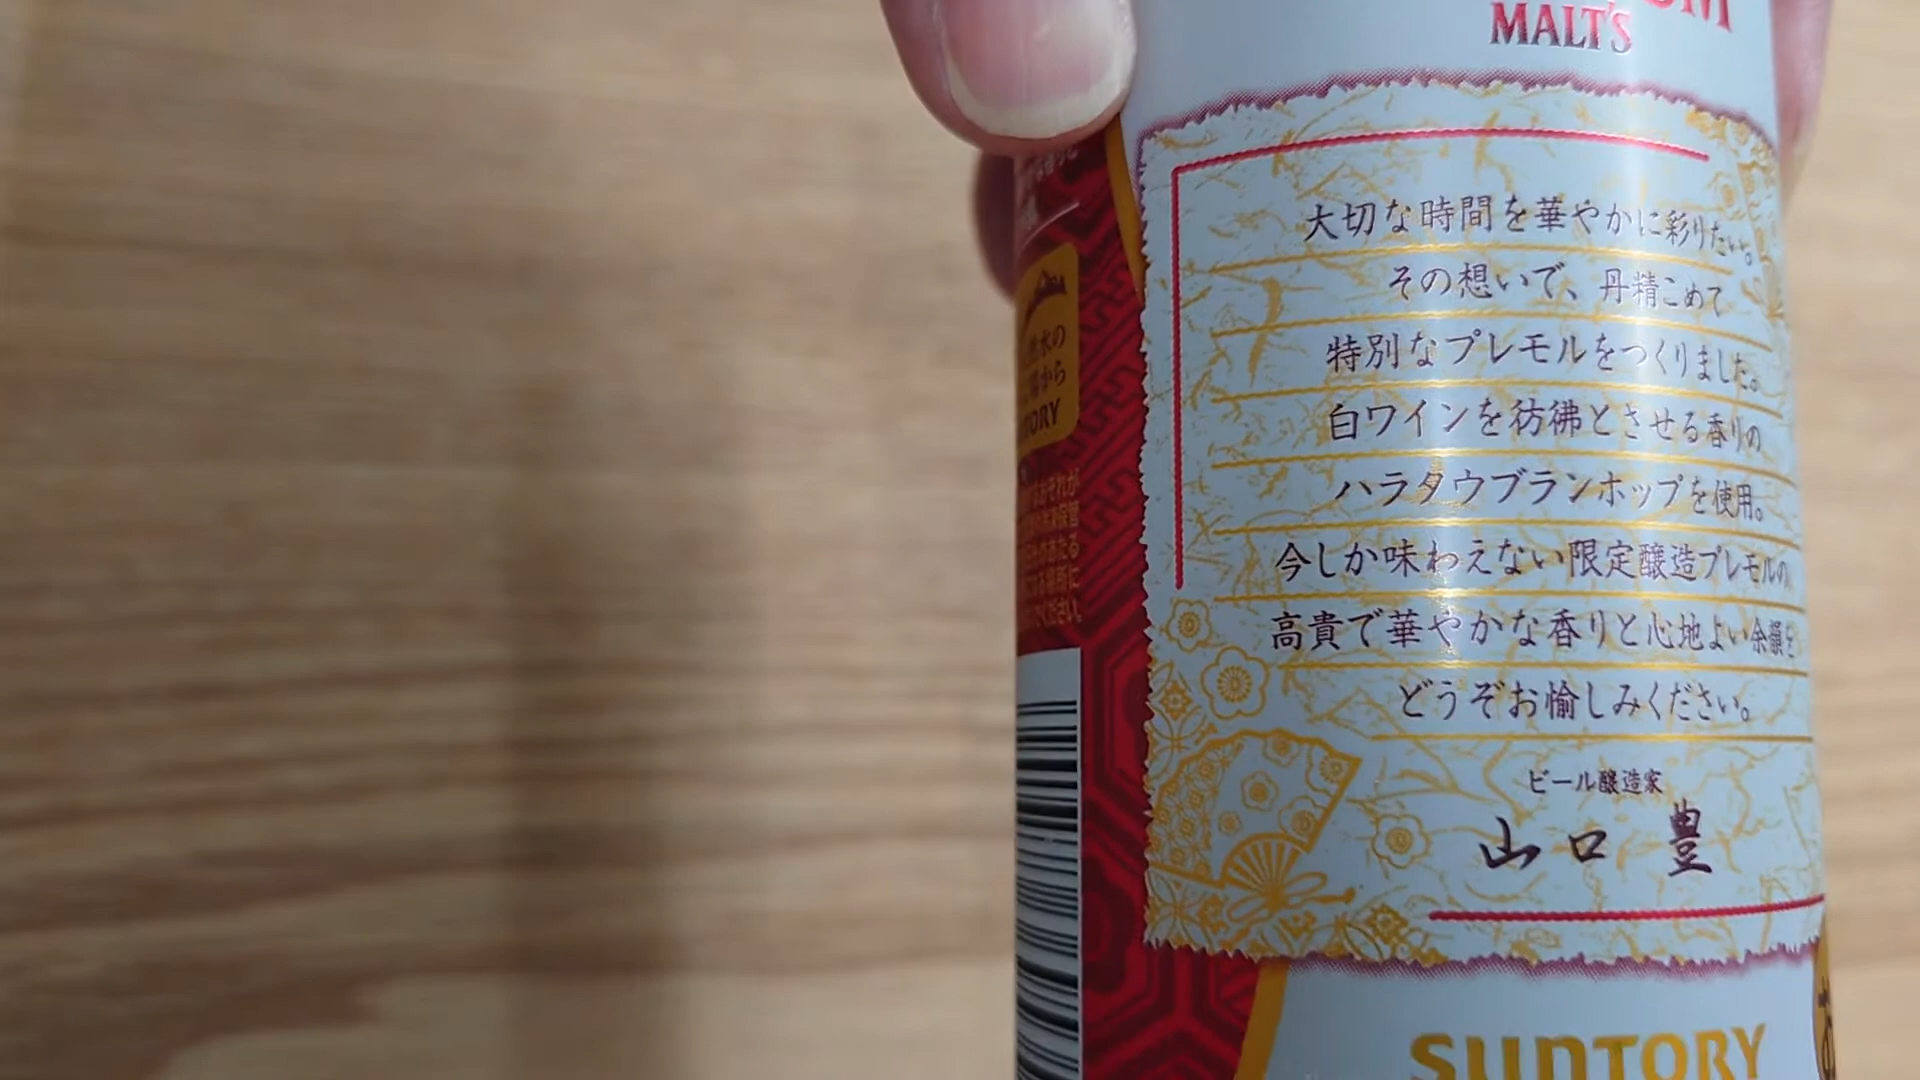 MALT'S
大切な時間を華やかに彩りたい。
その想いで、丹精こめて
特別なプレモルをつくりました。
白ワインを彷彿とさせる香りの
ハラタウブランホップを使用。
今しか味わえない限定醸造プレモルの
高貴で華やかな香りと心地よい余韻を
どうぞお愉しみください。
ビール醸造家
山口 豊
SUNTORY
水の
から